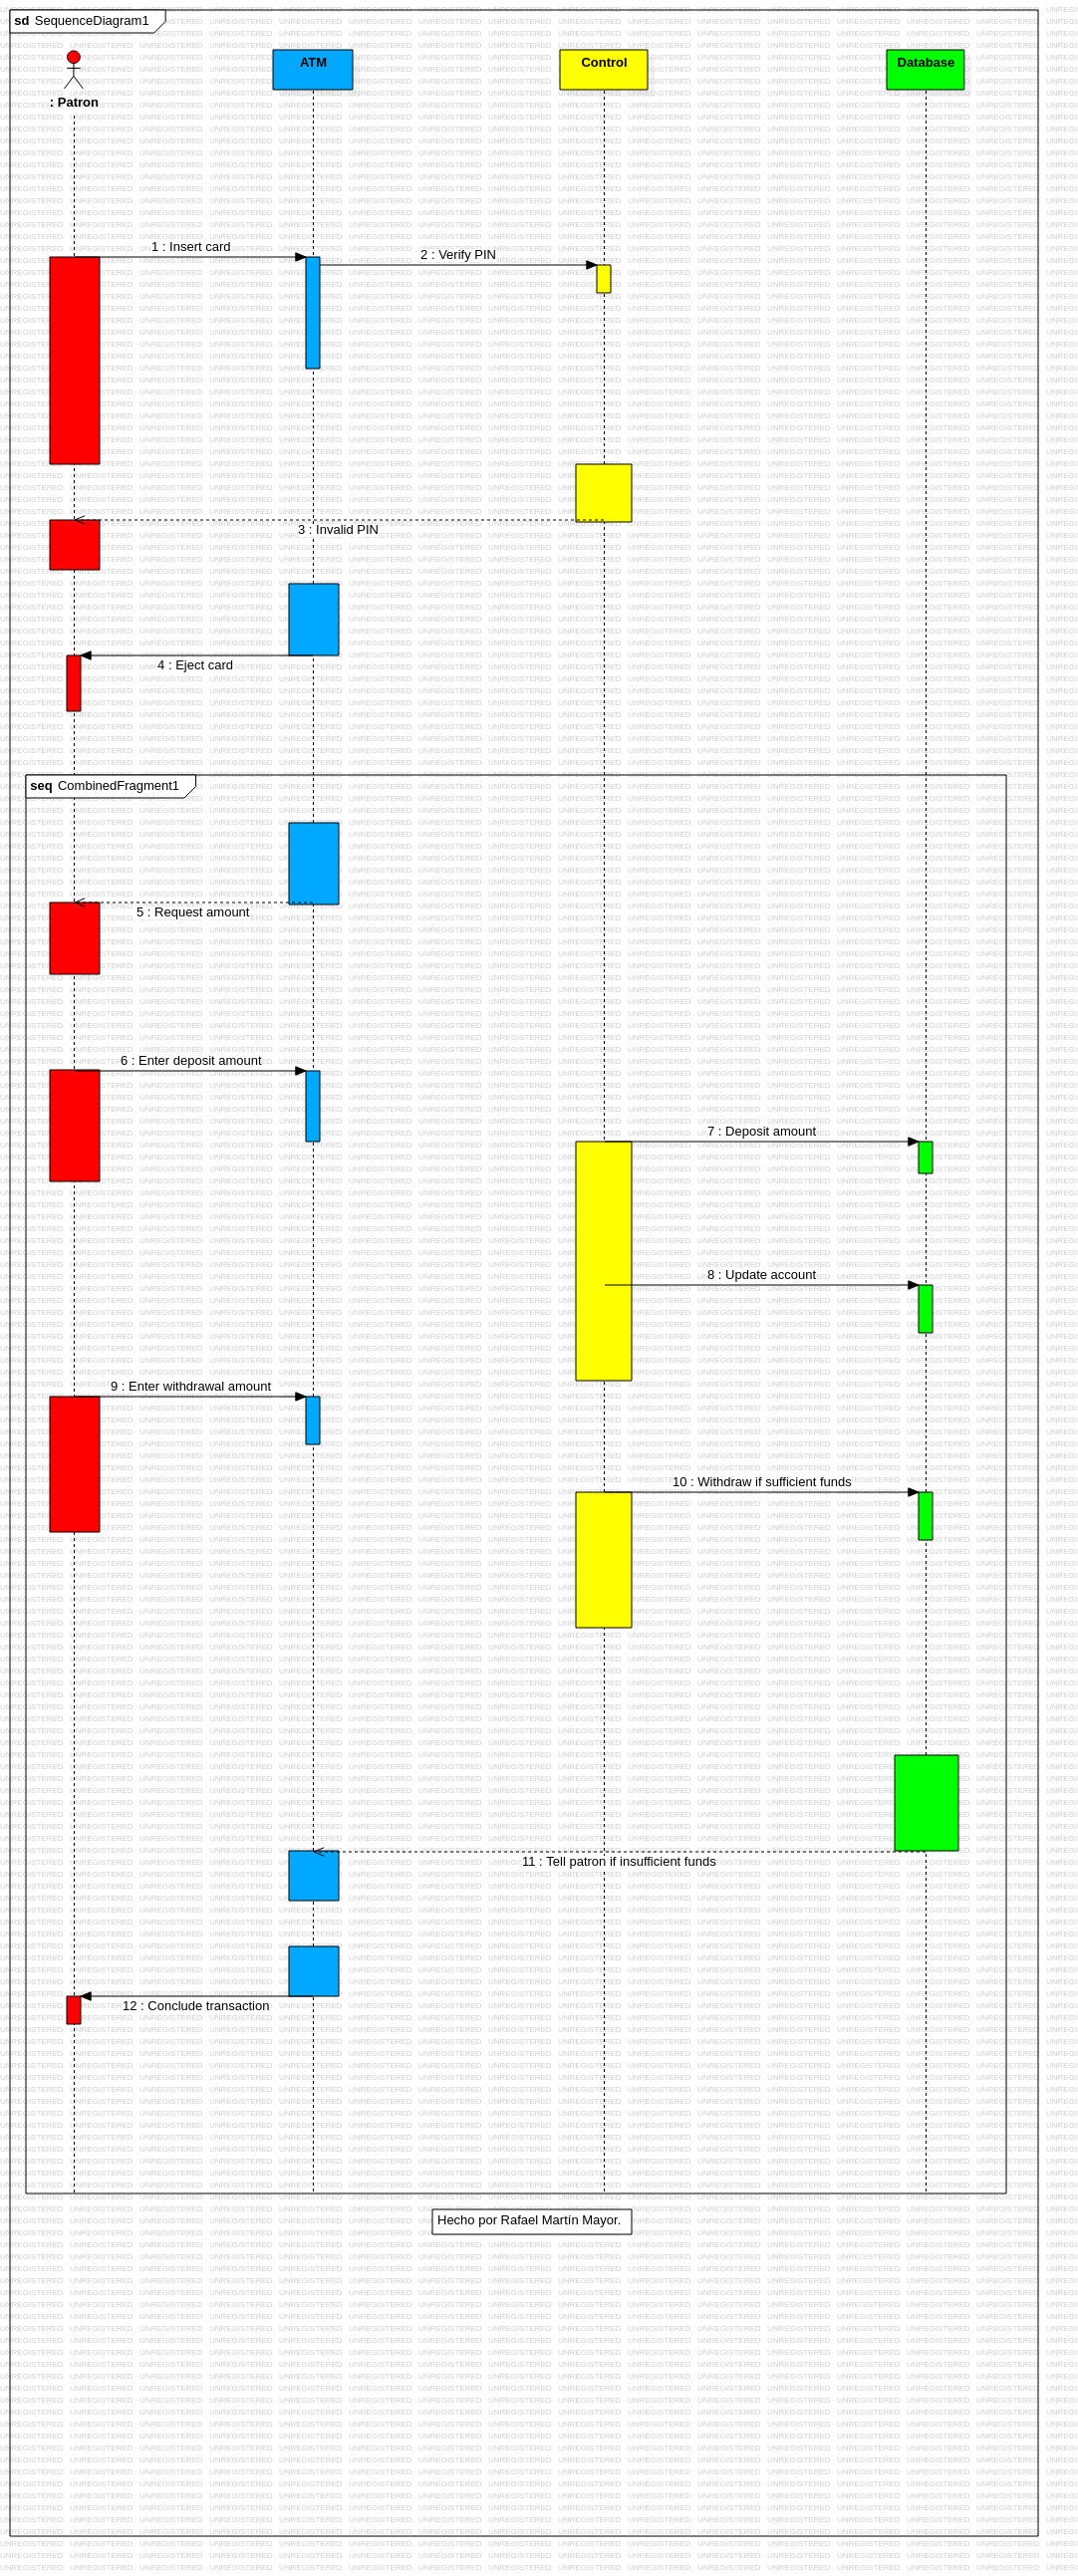 sd SequenceDiagram1
: Patron
ATM
Control
Database
1 : Insert card
2 : Verify PIN
3 : Invalid PIN
4 : Eject card
seq CombinedFragment1
5 : Request amount
6 : Enter deposit amount
7 : Deposit amount
8 : Update account
9 : Enter withdrawal amount
10 : Withdraw if sufficient funds
11 : Tell patron if insufficient funds
12 : Conclude transaction
Hecho por Rafael Martín Mayor.
UNREGISTERED